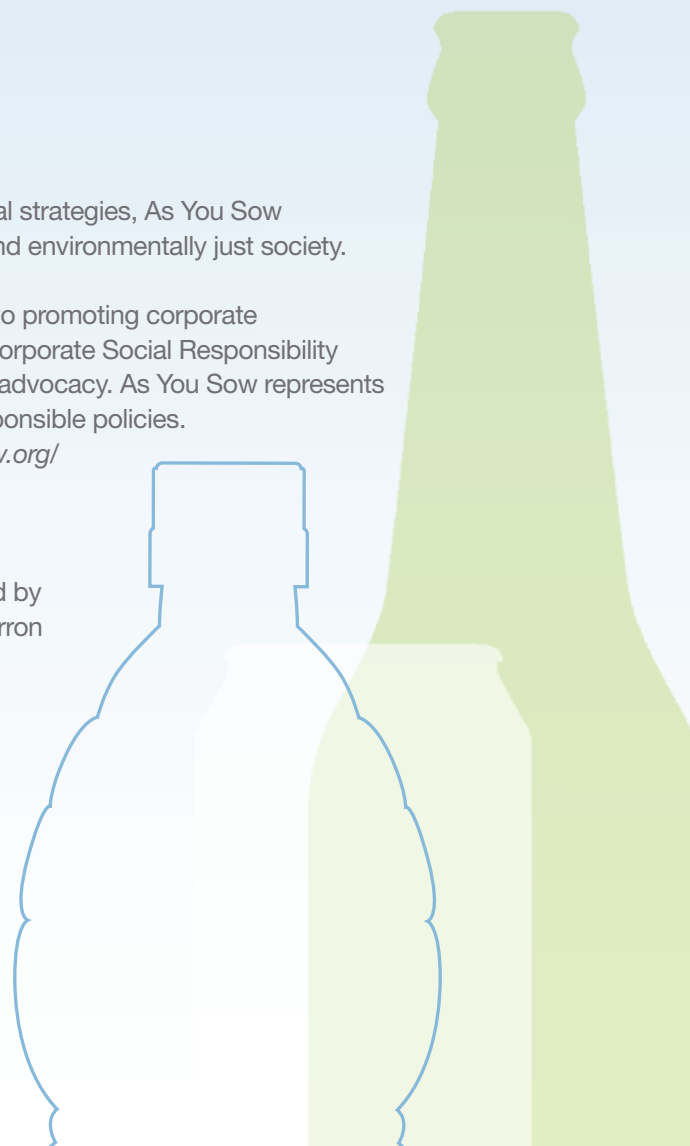 al strategies, As You Sow
nd environmentally just society.
o promoting corporate
orporate Social Responsibility
advocacy. As You Sow represents
ponsible policies.
v.org/
d by
rron